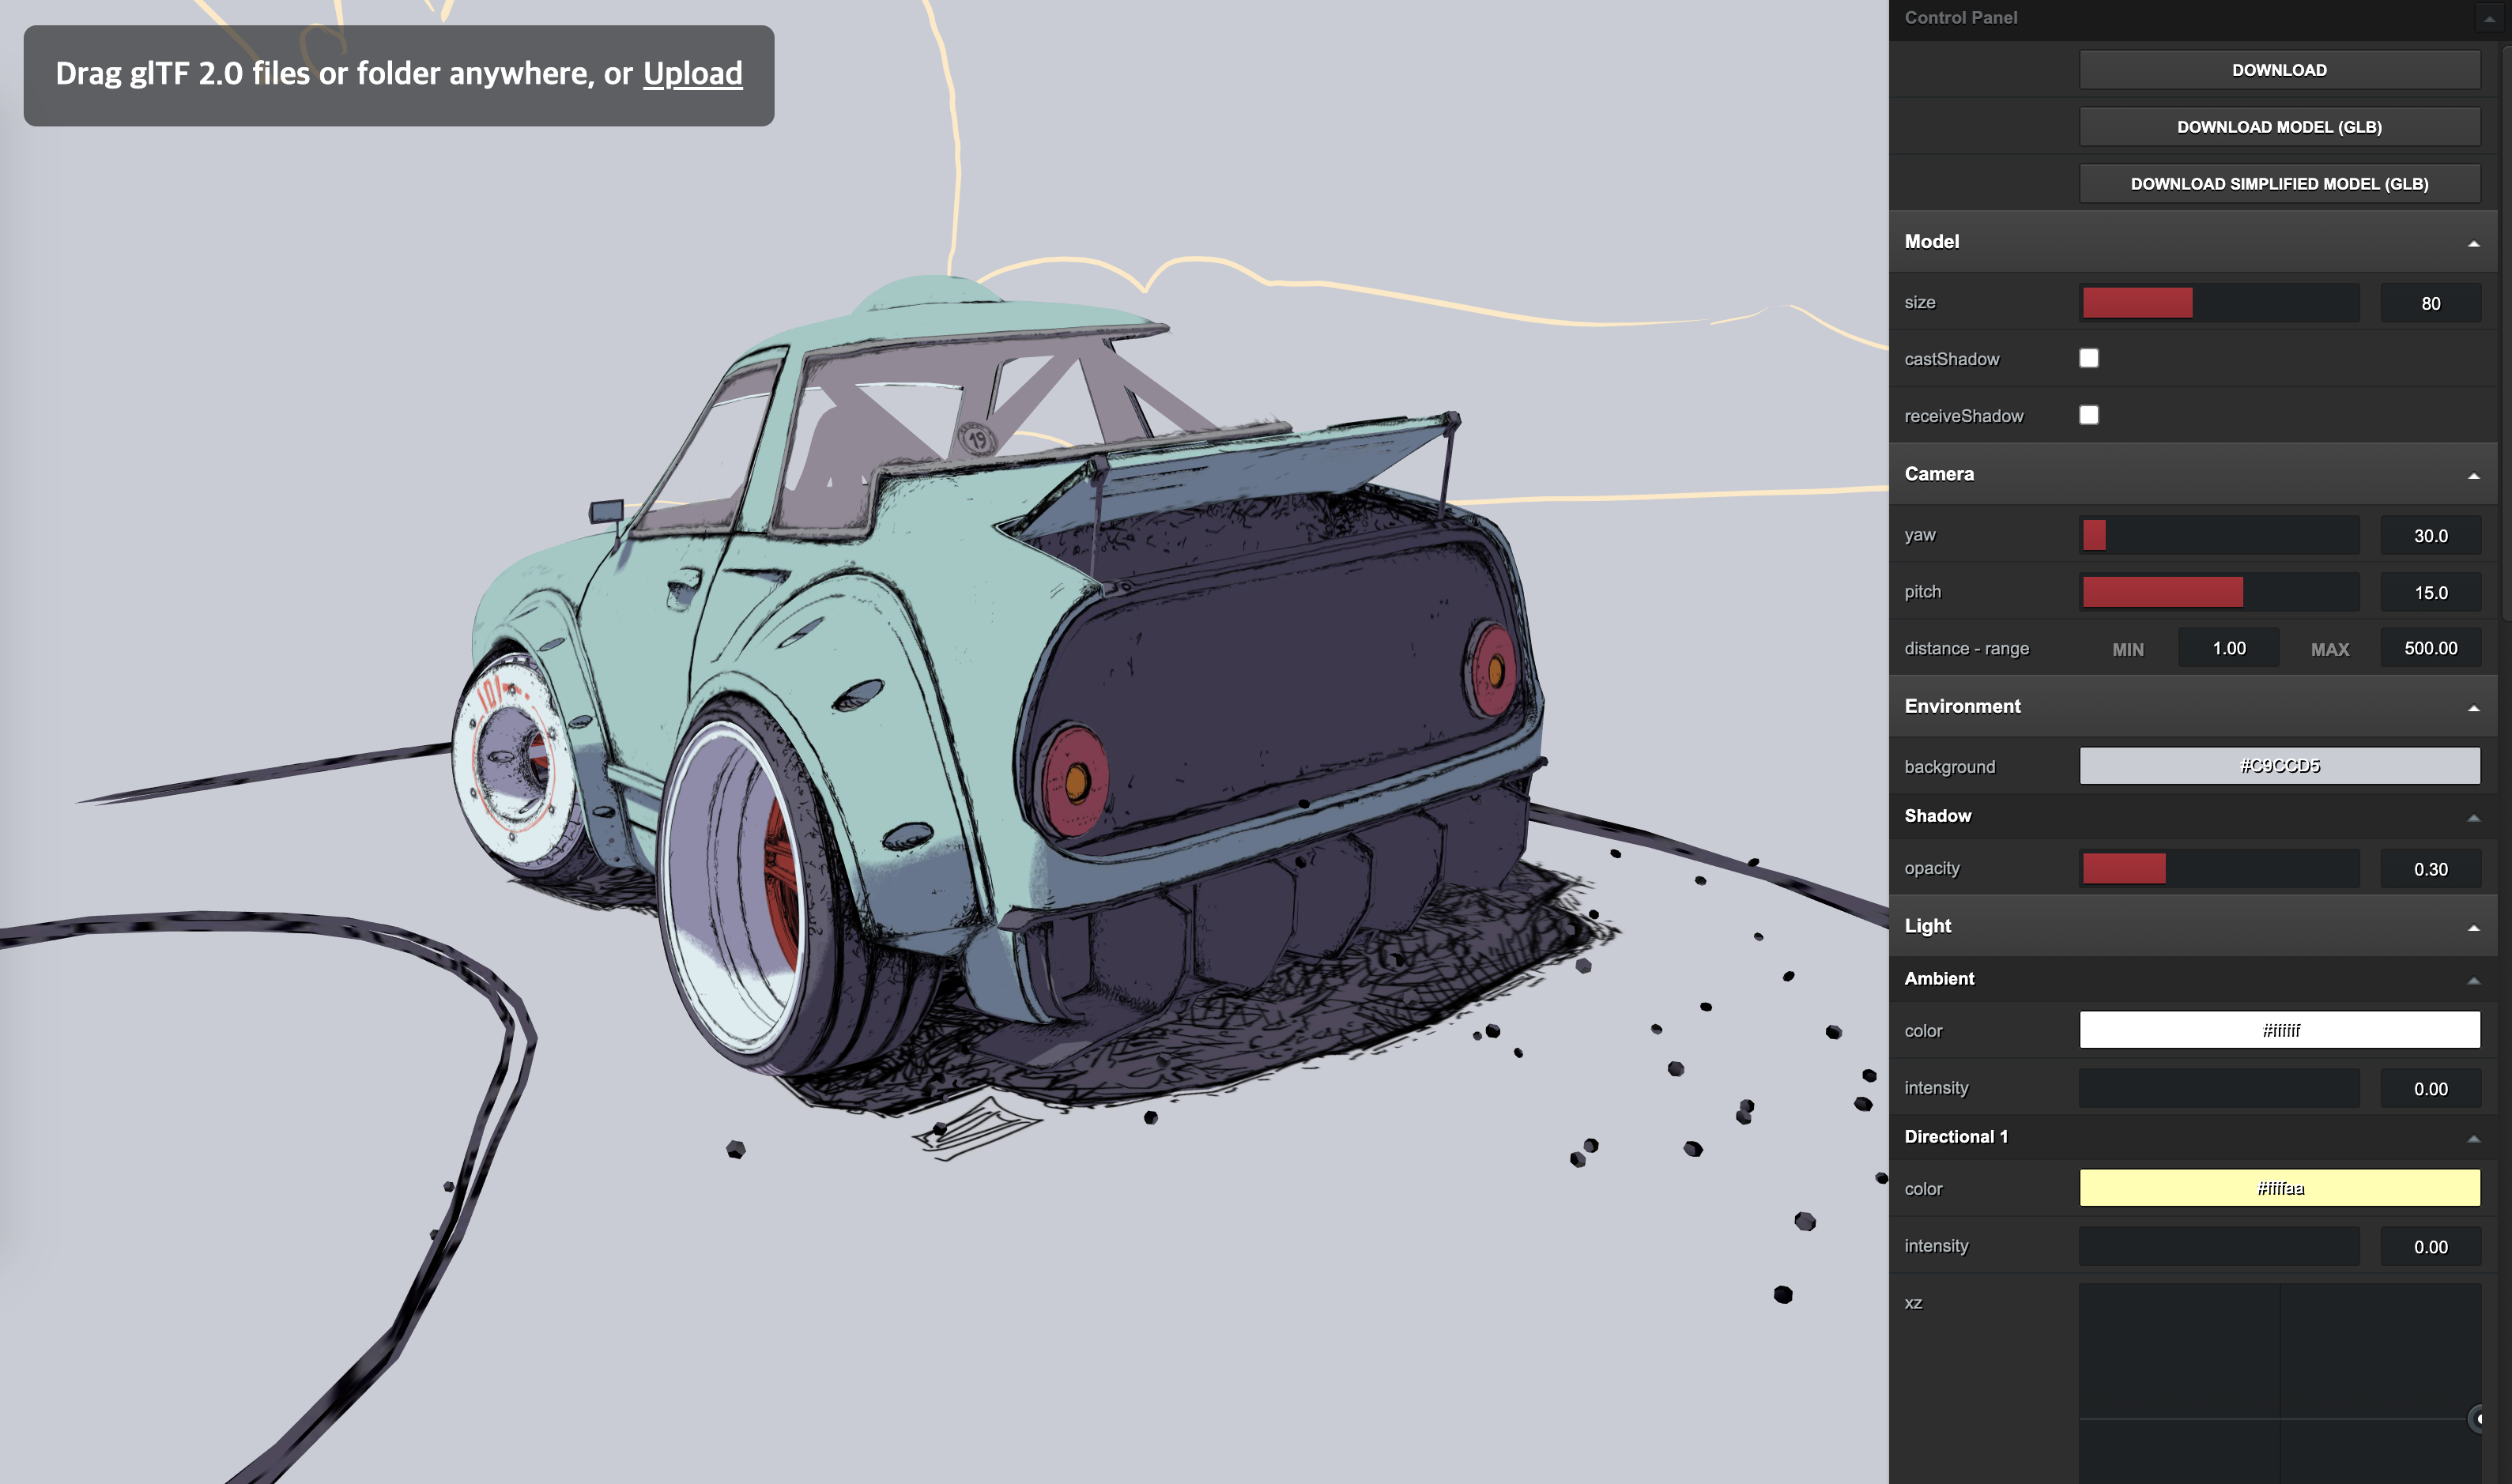 Drag glTF 2.0 files or folder anywhere, or Upload
19
Control Panel
DOWNLOAD
DOWNLOAD MODEL (GLB)
DOWNLOAD SIMPLIFIED MODEL (GLB)
Model
size 80
castShadow
receiveShadow
Camera
yaw 30.0
pitch 15.0
distance - range MIN 1.00 MAX 500.00
Environment
background #C9CCD5
Shadow
opacity 0.30
Light
Ambient
color #ffffff
intensity 0.00
Directional 1
color #ffffaa
intensity 0.00
xz